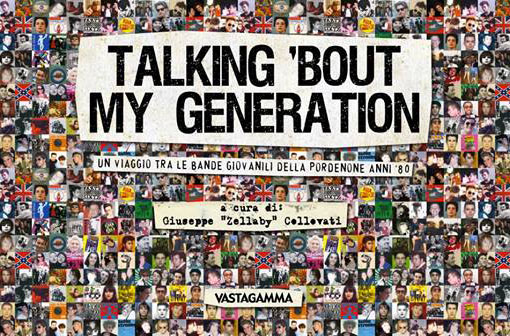 TALKING 'BOUT
MY GENERATION
UN VIAGGIO TRA LE BANDE GIOVANILI DELLA PORDENONE ANNI '80
a cura di:
Giuseppe "Zellaby" Collovati
VASTAGAMMA